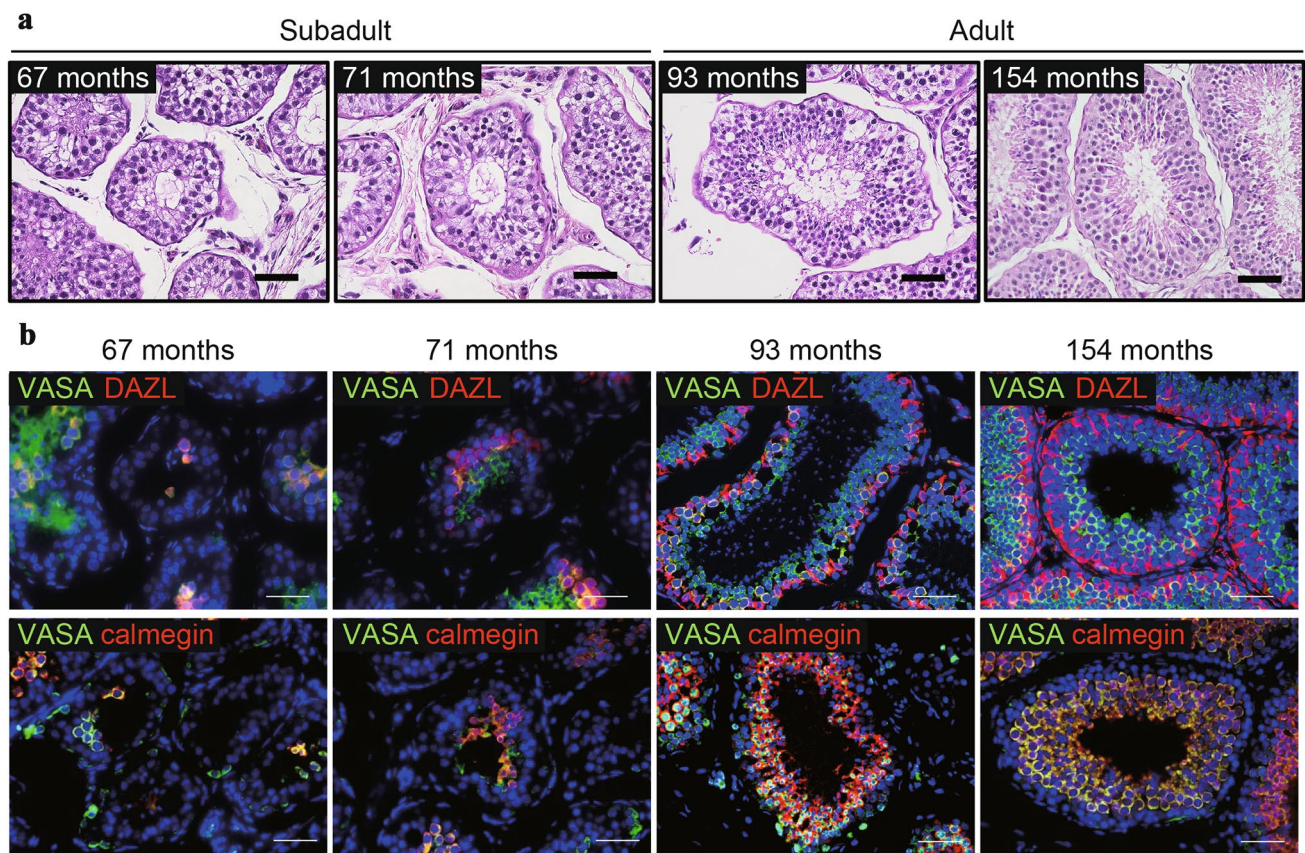 a
Subadult
Adult
67 months
71 months
93 months
154 months
b
67 months
71 months
93 months
154 months
VASA DAZL
VASA DAZL
VASA DAZL
VASA DAZL
VASA calmegin
VASA calmegin
VASA calmegin
VASA calmegin